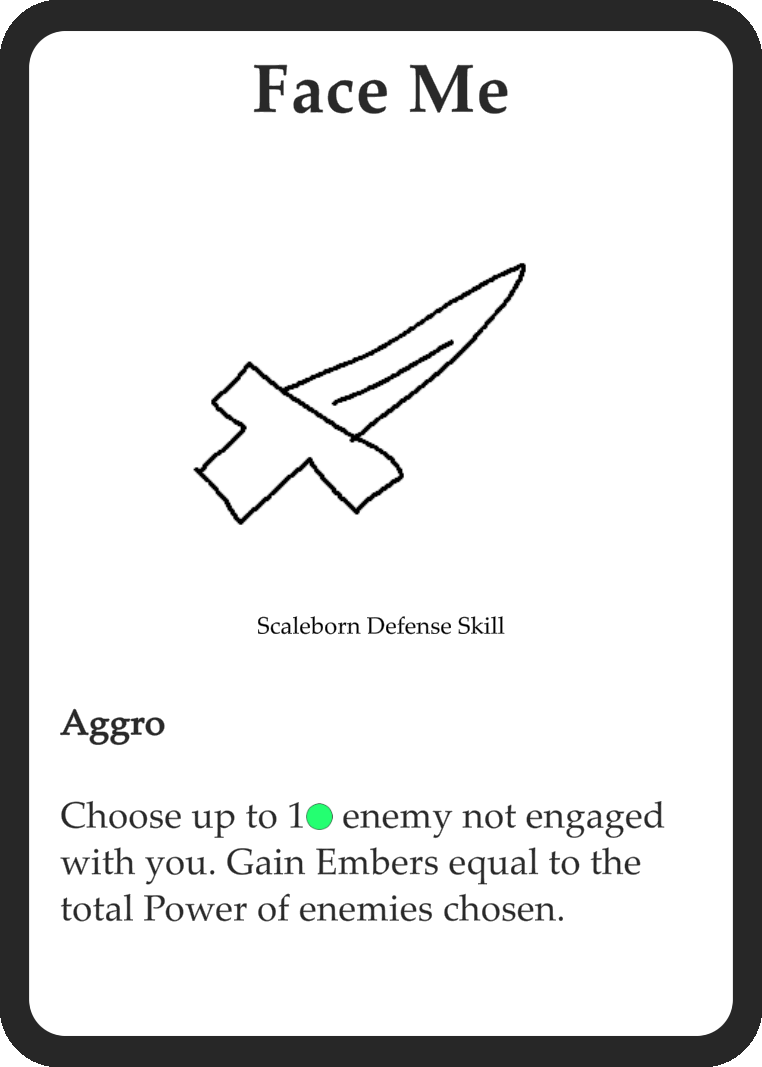 Face Me
Scaleborn Defense Skill
Aggro
Choose up to 1 enemy not engaged
with you. Gain Embers equal to the
total Power of enemies chosen.